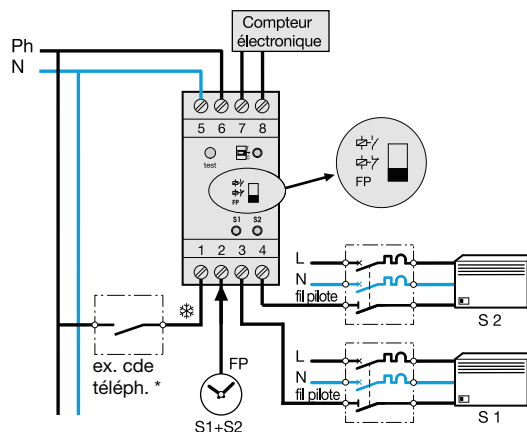 Compteur
électronique
Ph
N
5 6 7 8
test
FP
S1 S2
1 2 3 4
FP
L
N
fil pilote
S 2
ex. cde
téléph. *
FP
S1+S2
L
N
fil pilote
S 1